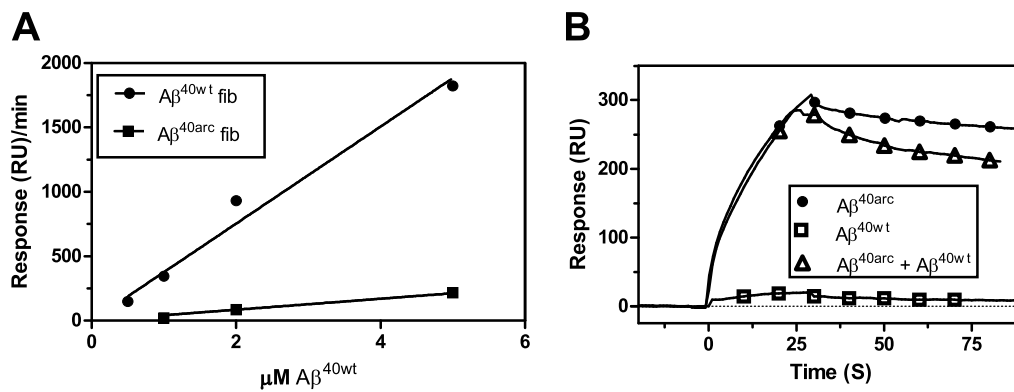 A
Response (RU)/min
2000
1500
1000
500
0
0 2 4 6
μM Aβ⁴⁰ʷᵗ
Aβ⁴⁰ʷᵗ fib
Aβ⁴⁰ᵃʳᶜ fib
B
Response (RU)
300
200
100
0
0 25 50 75
Time (S)
Aβ⁴⁰ᵃʳᶜ
Aβ⁴⁰ʷᵗ
Aβ⁴⁰ᵃʳᶜ + Aβ⁴⁰ʷᵗ